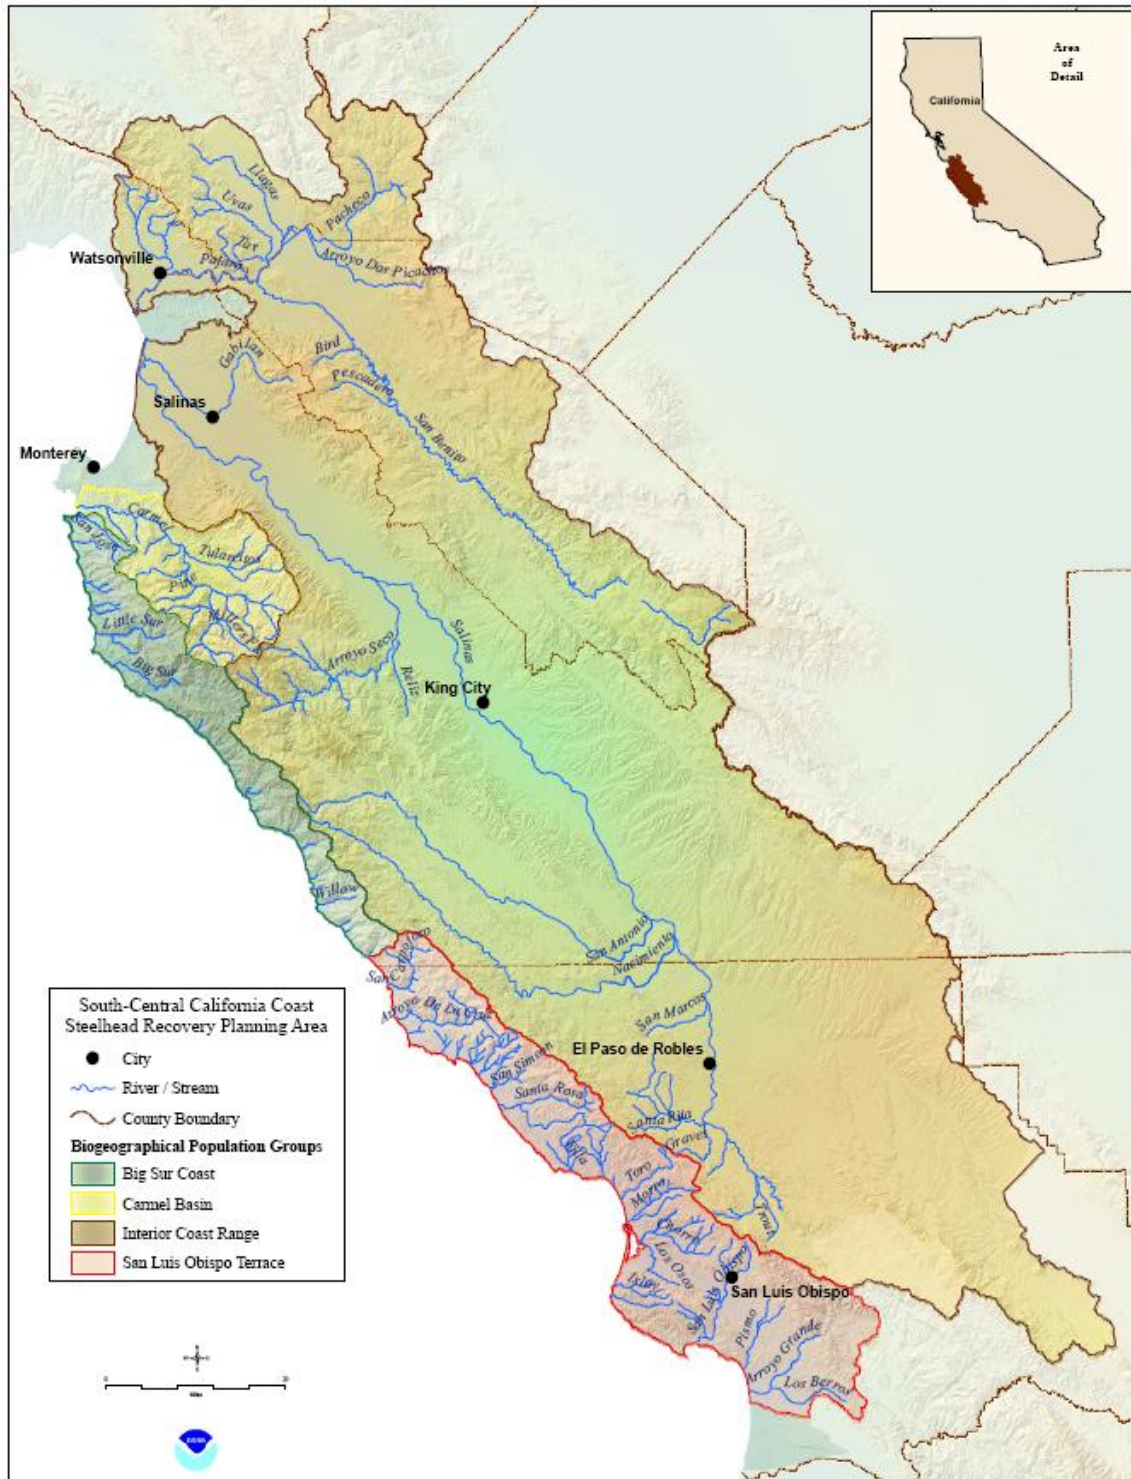 Area
of
Detail
California
Llagas
Uvas
Pacheco
Tar
Pajaro
Arroyo Dos Picachos
Watsonville
Gabilan
Bird
Pescadero
San Benito
Salinas
Monterey
Carmel
San Jose
Tularcitos
Pine
Little Sur
Big Sur
Arroyo Seco
Reliz
Salinas
King City
Willow
San Antonio
Nacimiento
San Carpoforo
Arroyo De La Cruz
San Simeon
Santa Rosa
Villa
San Marcos
El Paso de Robles
Santa Rita
Graves
Toro
Morro
Trout
Chorro
Los Osos
Islay
San Luis Obispo
San Luis Obispo
Pismo
Arroyo Grande
Los Berros
South-Central California Coast
Steelhead Recovery Planning Area
City
River / Stream
County Boundary
Biogeographical Population Groups
Big Sur Coast
Carmel Basin
Interior Coast Range
San Luis Obispo Terrace
0